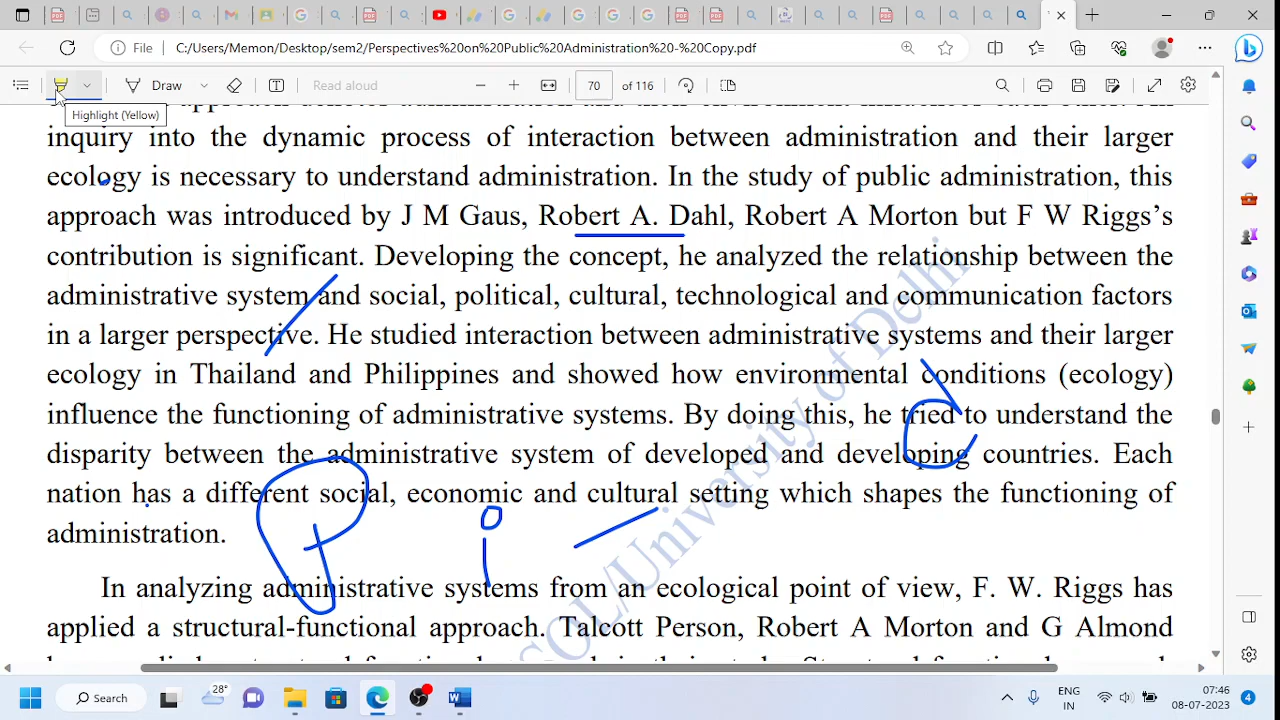 File
C:/Users/Memon/Desktop/sem2/Perspectives%20on%20Public%20Administration%20-%20Copy.pdf
Draw
Read aloud
70
of 116
Highlight (Yellow)
inquiry into the dynamic process of interaction between administration and their larger
ecology is necessary to understand administration. In the study of public administration, this
approach was introduced by J M Gaus, Robert A. Dahl, Robert A Morton but F W Riggs's
contribution is significant. Developing the concept, he analyzed the relationship between the
administrative system and social, political, cultural, technological and communication factors
in a larger perspective. He studied interaction between administrative systems and their larger
ecology in Thailand and Philippines and showed how enviromental conditions (ecology)
influence the functioning of administrative systems. By doing this, he tried to understand the
disparity between the administrative system of developed and developing countries. Each
nation has a different social, economic and cultural setting which shapes the functioning of
administration.
In analyzing administrative systems from an ecological point of view, F. W. Riggs has
applied a structural-functional approach. Talcott Person, Robert A Morton and G Almond
SOL/University of Delhi
Search
28°
ENG
IN
07:46
08-07-2023
4